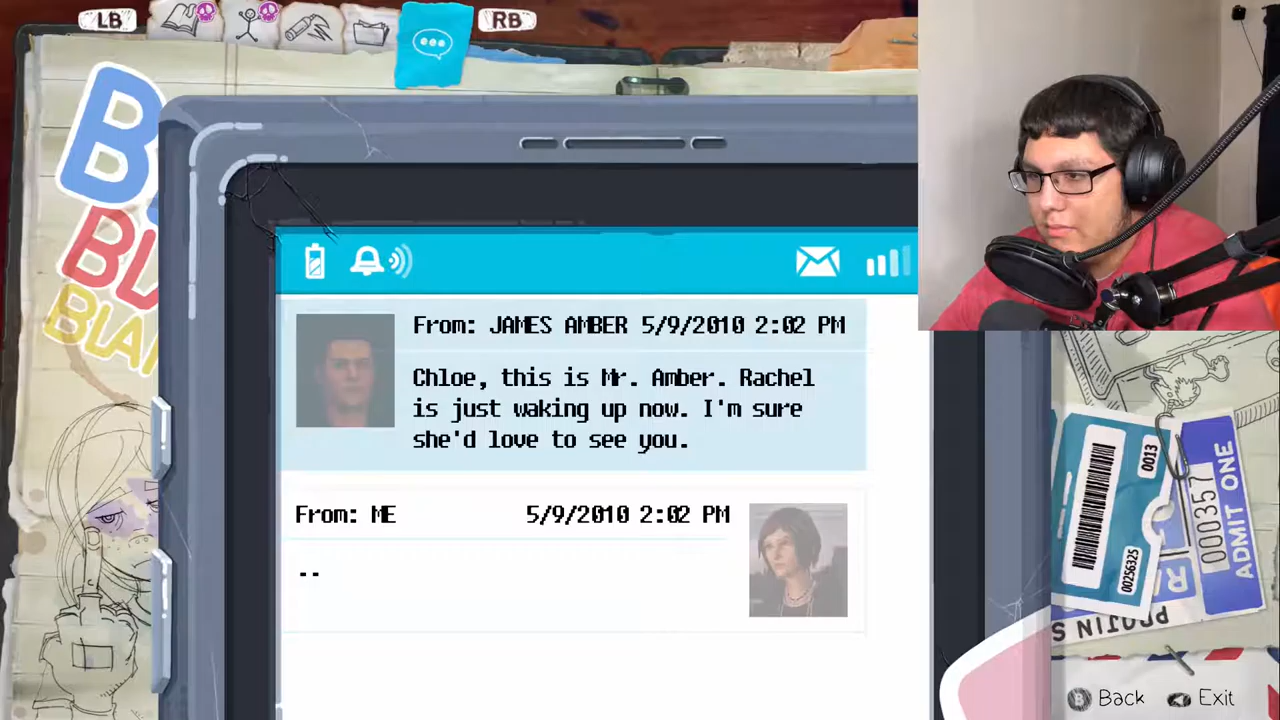 LB
RB
From: JAMES AMBER 5/9/2010 2:02 PM
Chloe, this is Mr. Amber. Rachel
is just waking up now. I'm sure
she'd love to see you.
From: ME 5/9/2010 2:02 PM
--
0013
00256325
000357
ADMIT ONE
Back
Exit